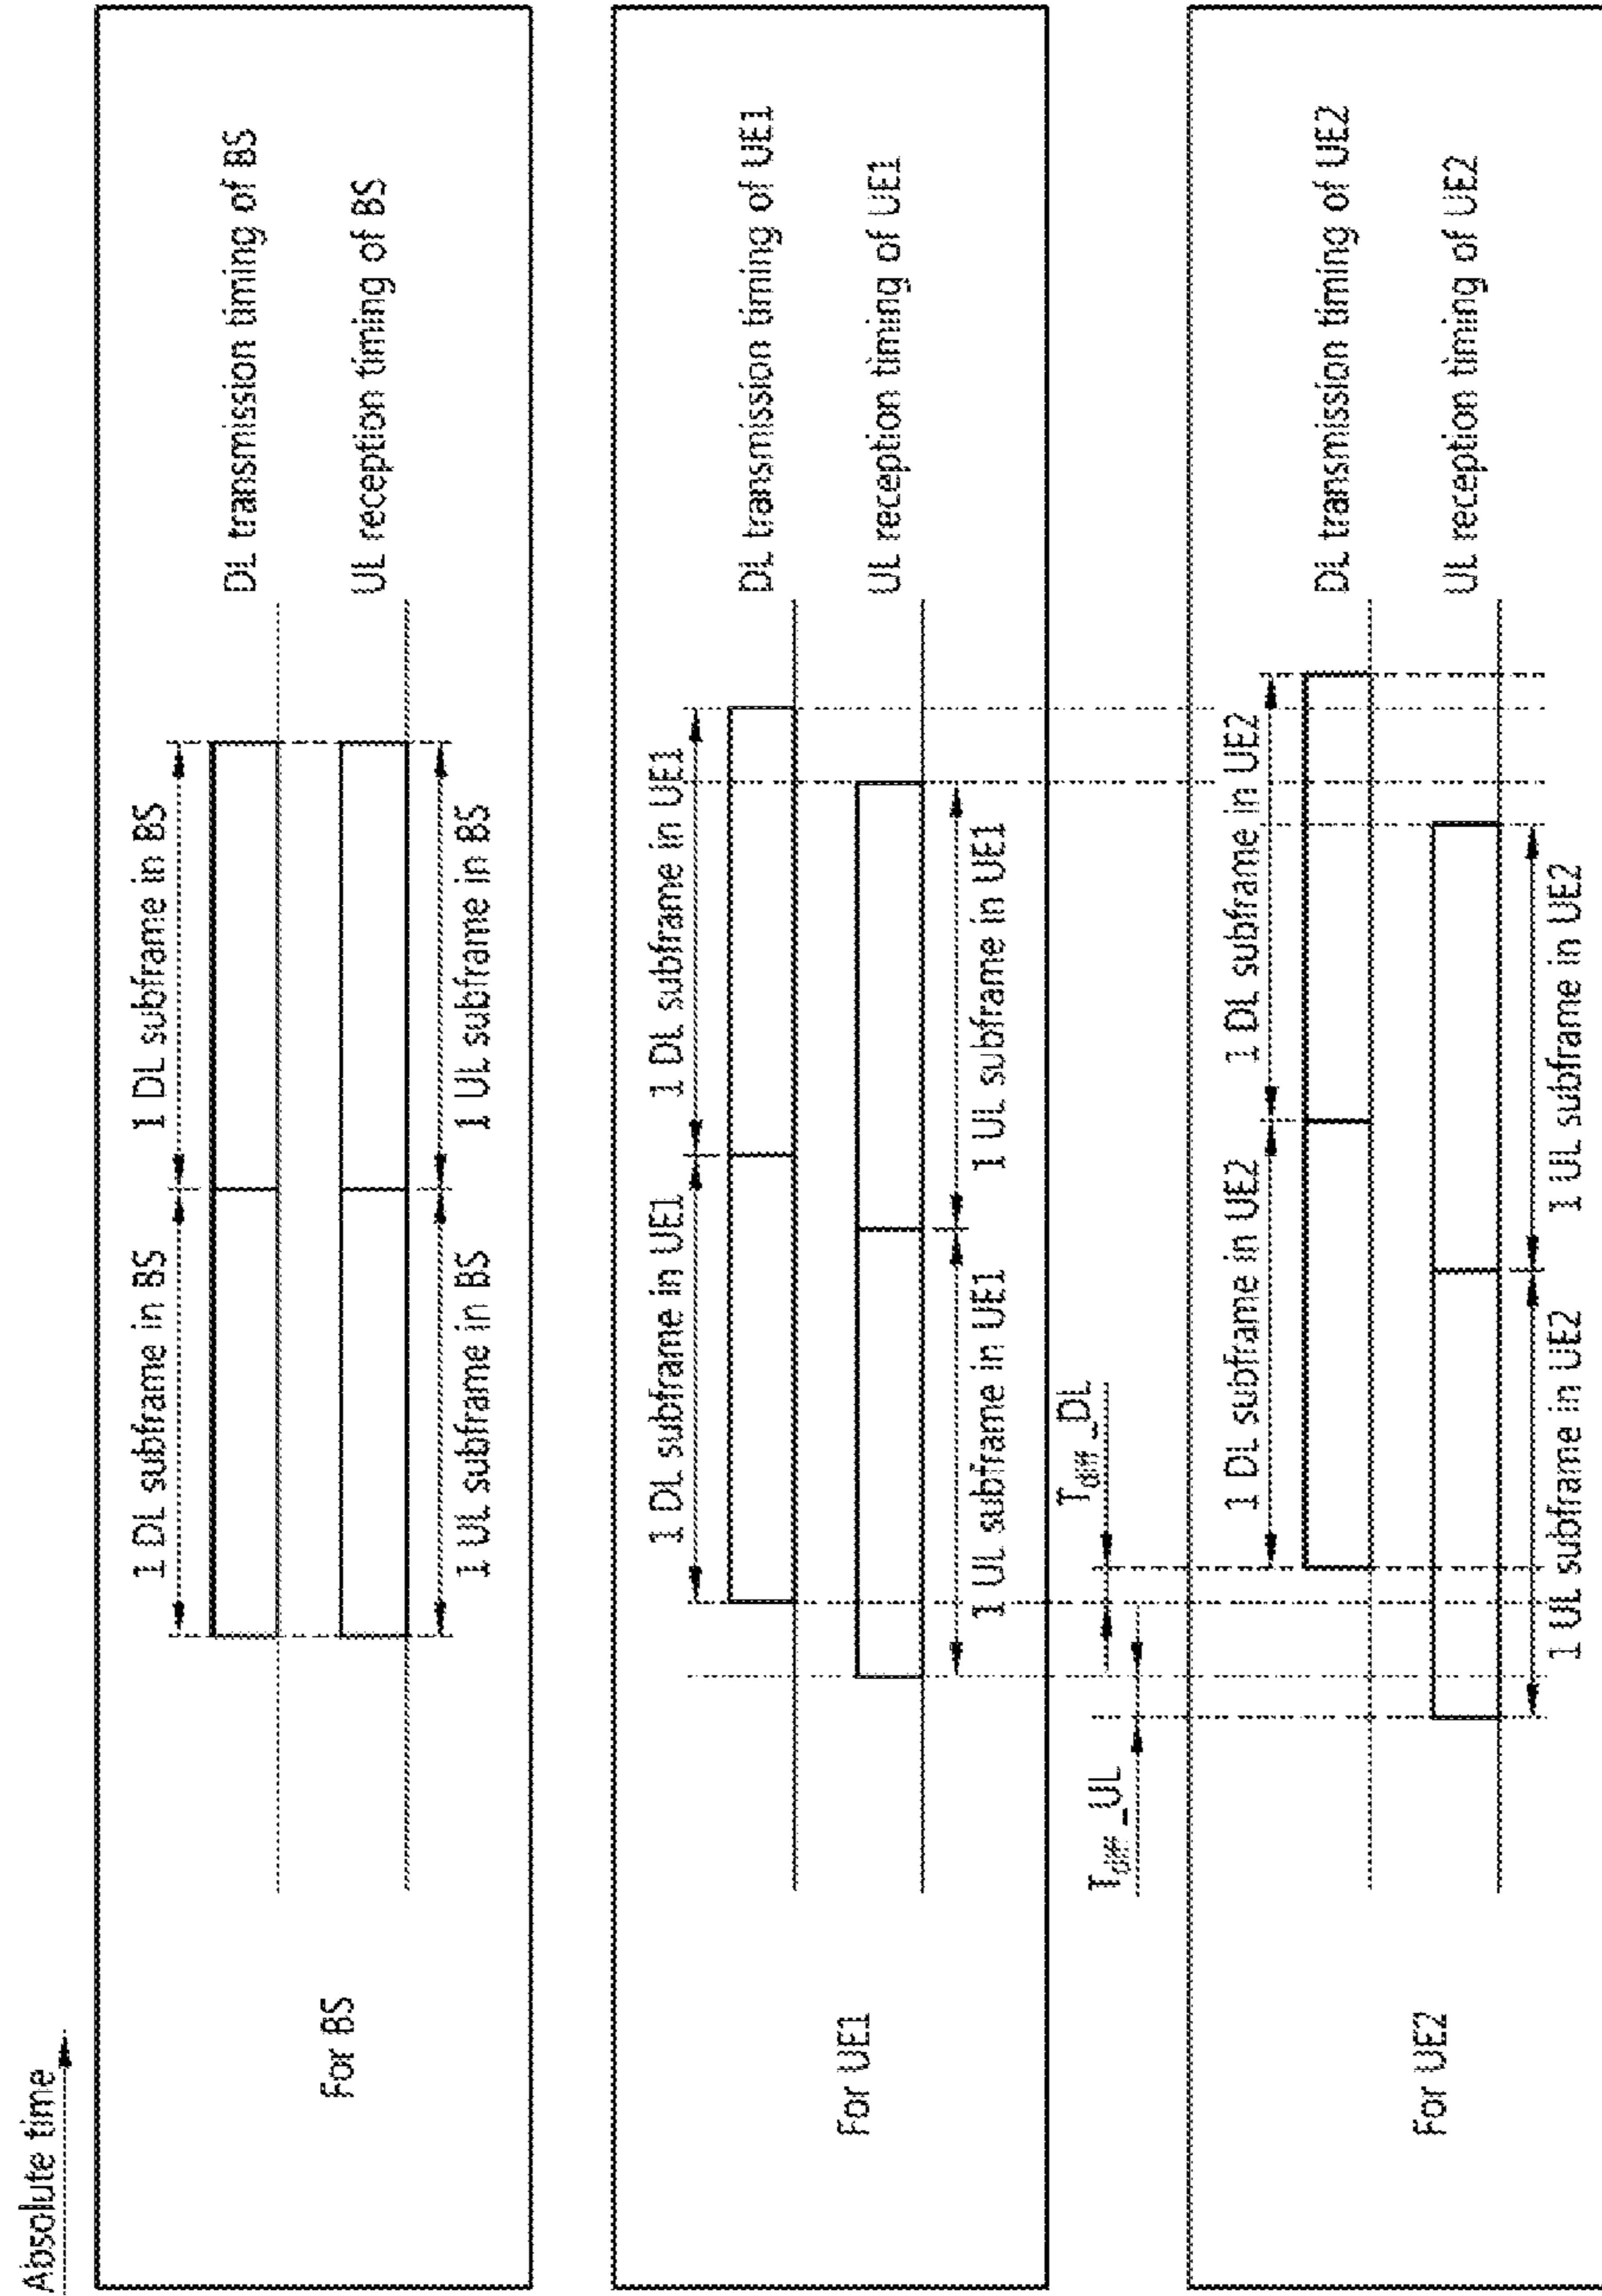 Absolute time
For BS
1 DL subframe in BS
1 DL subframe in BS
DL transmission timing of BS
UL reception timing of BS
1 UL subframe in BS
1 UL subframe in BS
For UE1
1 DL subframe in UE1
1 DL subframe in UE1
DL transmission timing of UE1
UL reception timing of UE1
1 UL subframe in UE1
1 UL subframe in UE1
Tdiff_UL
Tdiff_DL
For UE2
1 DL subframe in UE2
1 DL subframe in UE2
DL transmission timing of UE2
UL reception timing of UE2
1 UL subframe in UE2
1 UL subframe in UE2